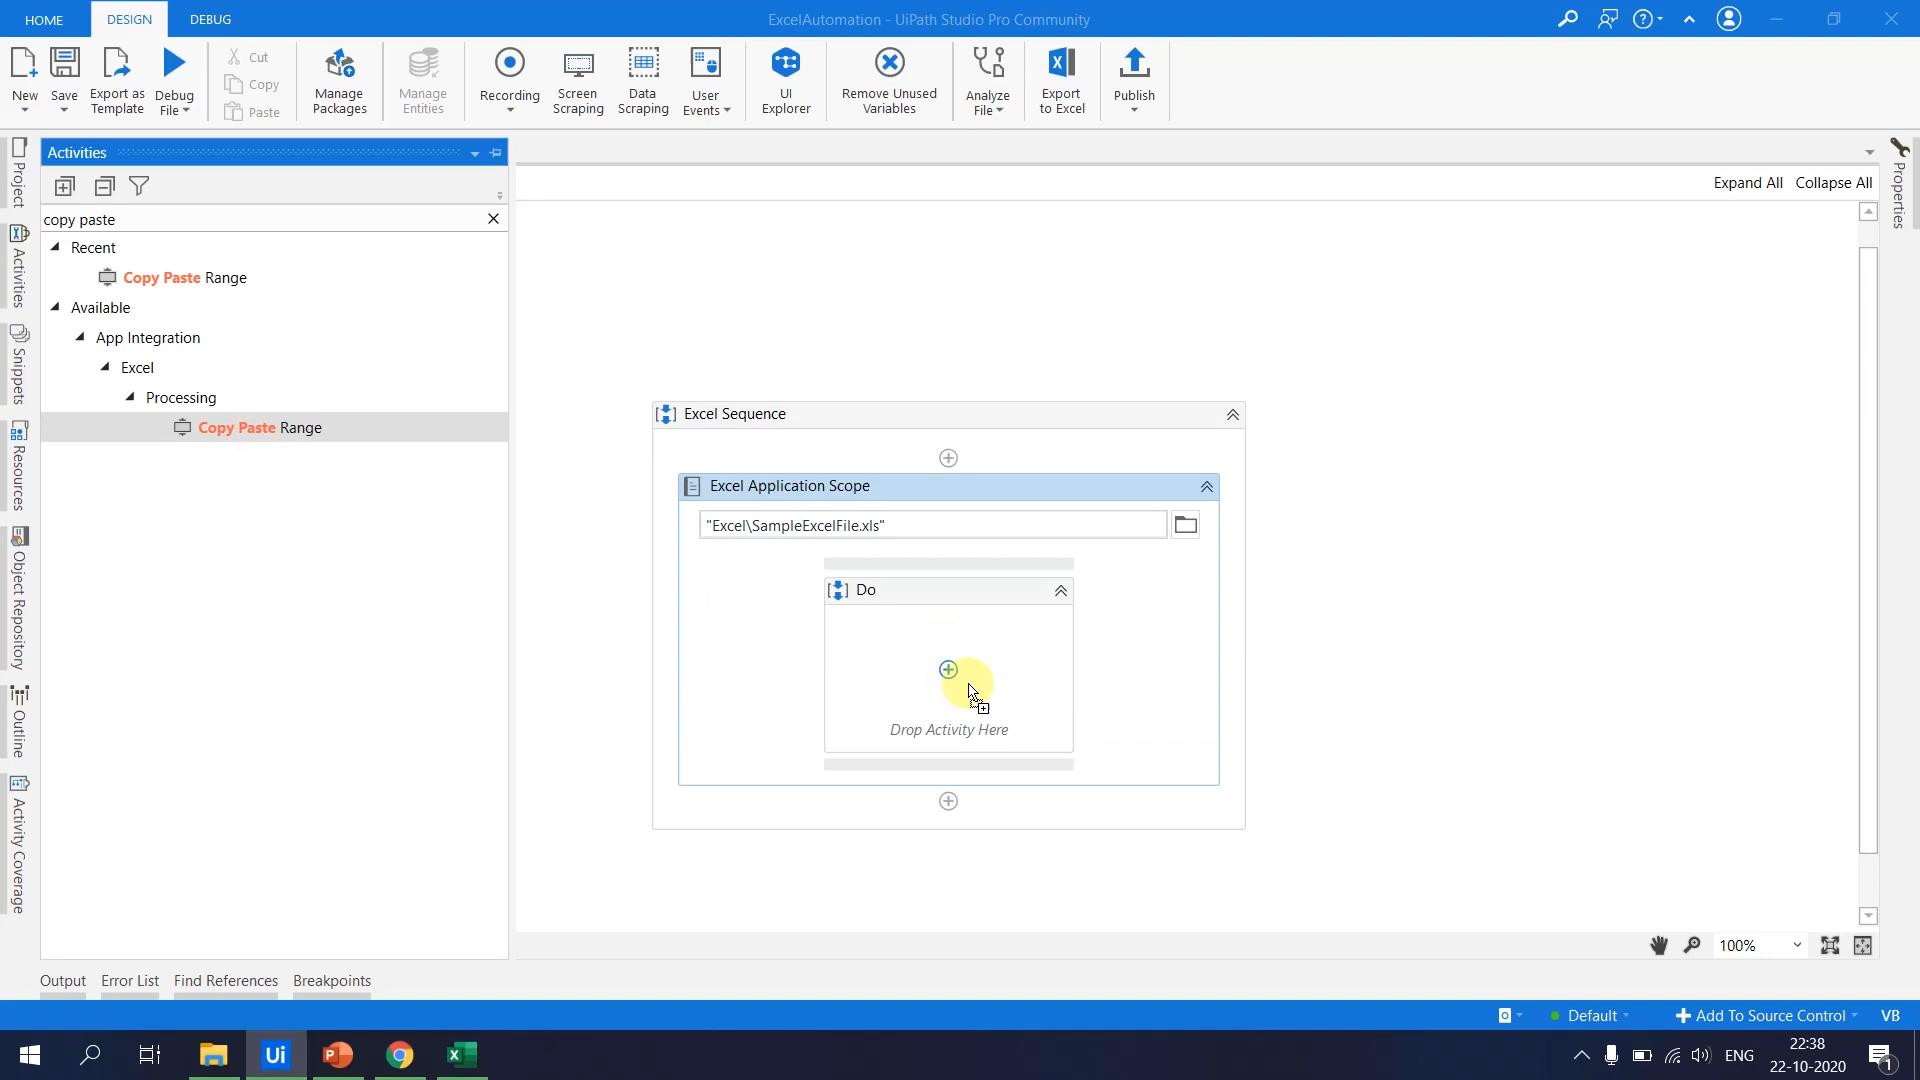 HOME
DESIGN
DEBUG
ExcelAutomation - UiPath Studio Pro Community
New
Save
Export as
Template
Debug
File
Cut
Copy
Paste
Manage
Packages
Manage
Entities
Recording
Screen
Scraping
Data
Scraping
User
Events
UI
Explorer
Remove Unused
Variables
Analyze
File
Export
to Excel
Publish
Project
Activities
Snippets
Resources
Object Repository
Outline
Activity Coverage
Activities
copy paste
Recent
Copy Paste Range
Available
App Integration
Excel
Processing
Copy Paste Range
Expand All
Collapse All
Properties
Excel Sequence
Excel Application Scope
"Excel\SampleExcelFile.xls"
Do
Drop Activity Here
100%
Output
Error List
Find References
Breakpoints
Default
Add To Source Control
VB
Ui
ENG
22:38
22-10-2020
1